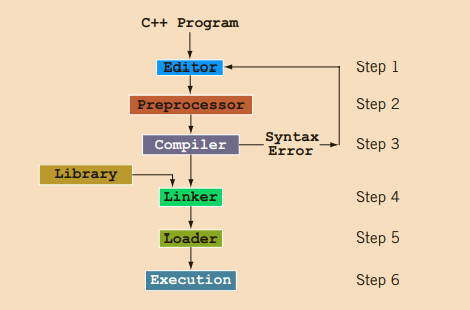 C++ Program
Editor
Step 1
Preprocessor
Step 2
Compiler
Syntax
Error
Step 3
Library
Linker
Step 4
Loader
Step 5
Execution
Step 6